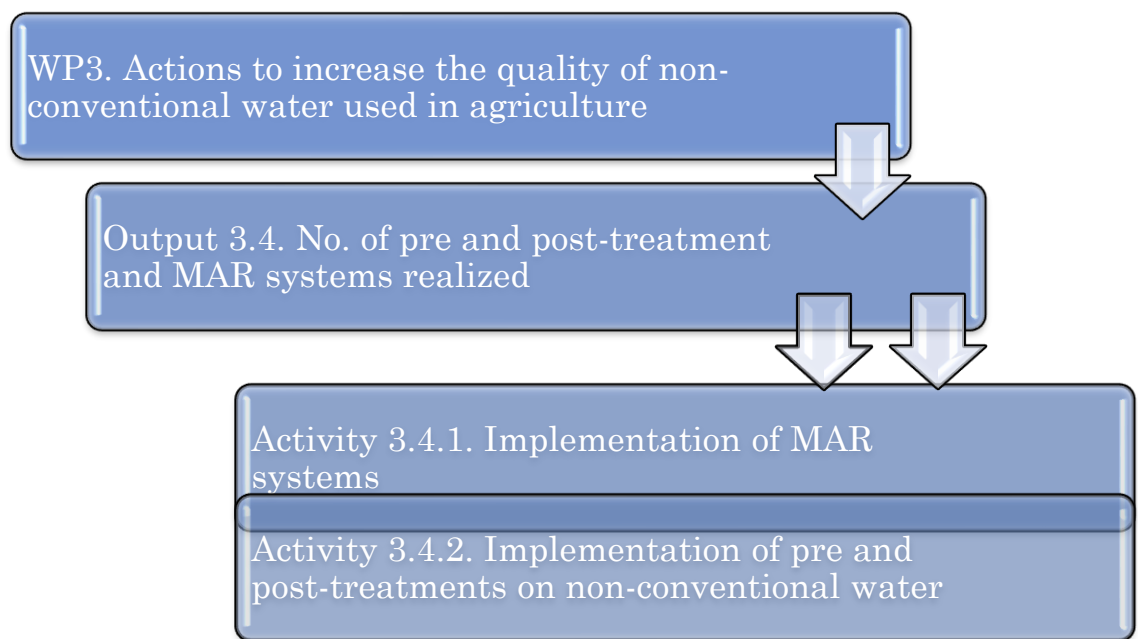 WP3. Actions to increase the quality of non-
conventional water used in agriculture
Output 3.4. No. of pre and post-treatment
and MAR systems realized
Activity 3.4.1. Implementation of MAR
systems
Activity 3.4.2. Implementation of pre and
post-treatments on non-conventional water